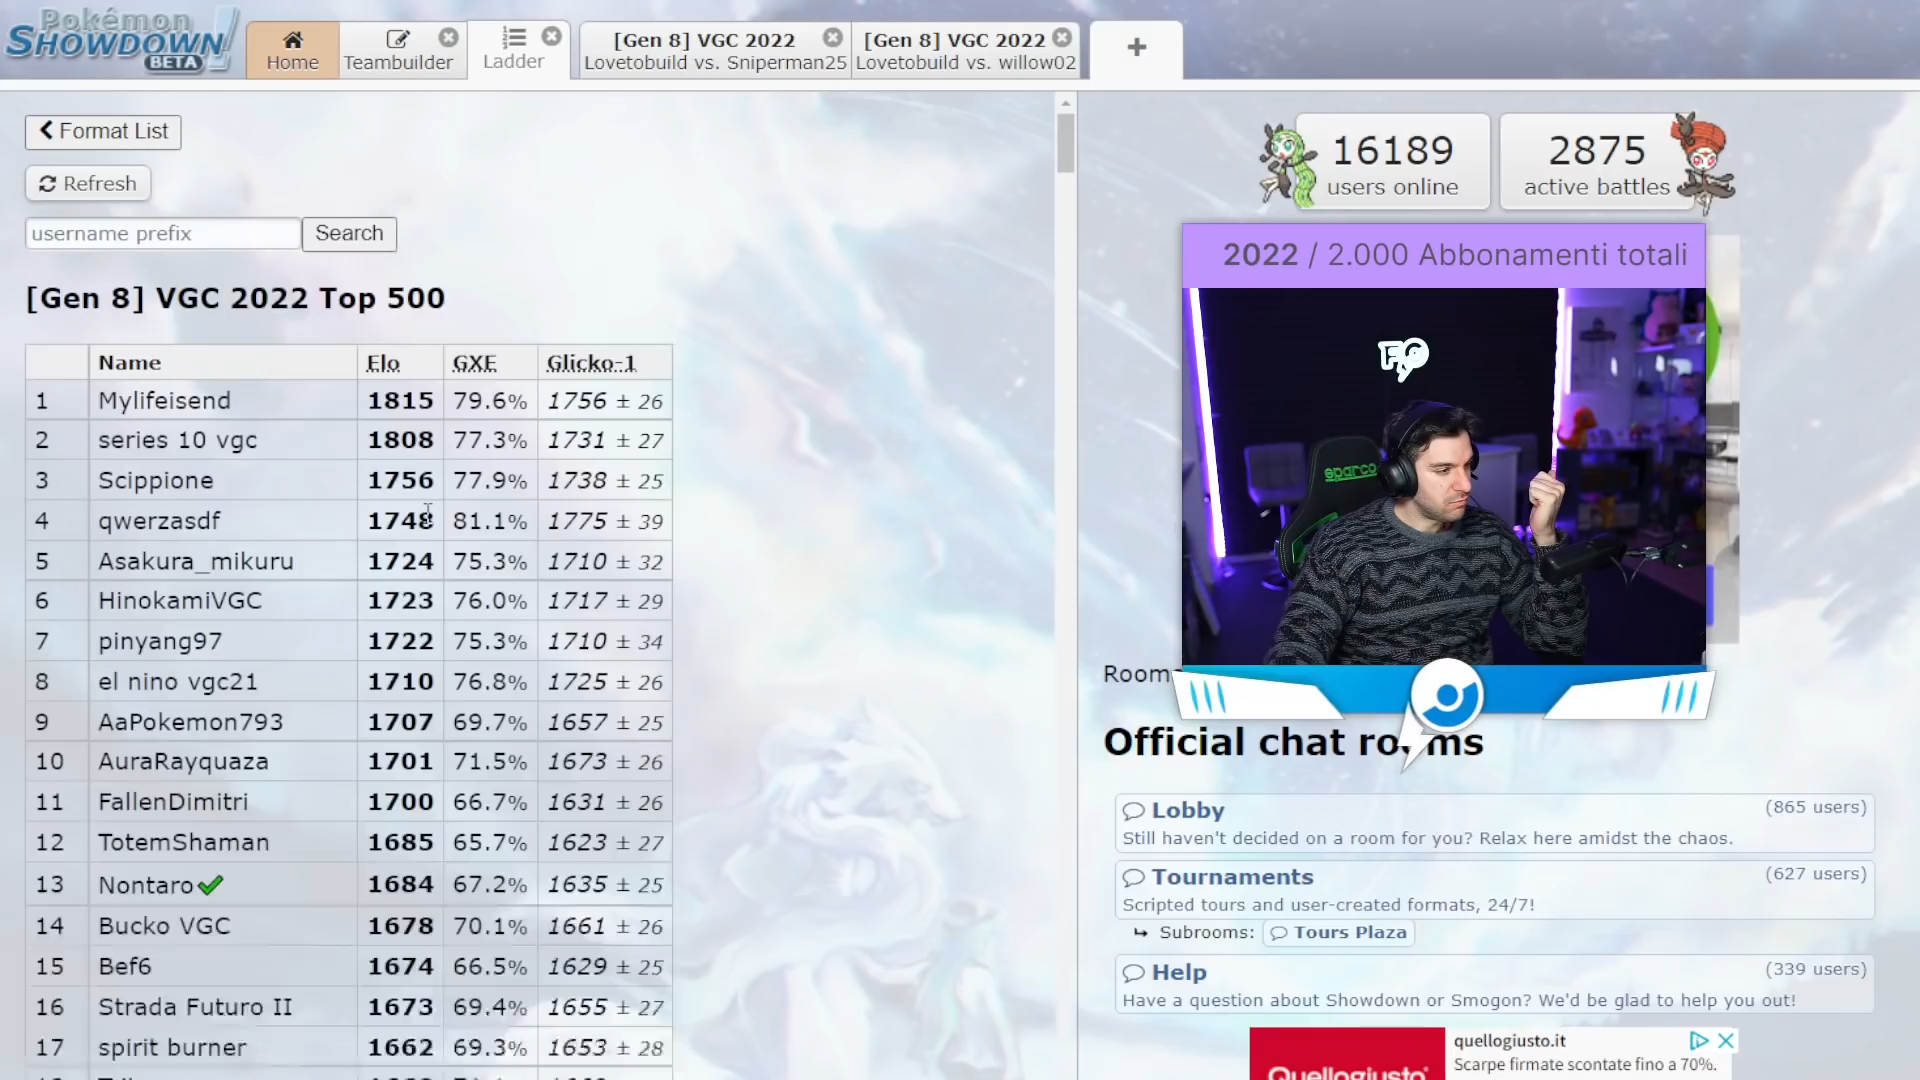 Pokémon
SHOWDOWN!
BETA
Home
Teambuilder
Ladder
[Gen 8] VGC 2022
Lovetobuild vs. Sniperman25
[Gen 8] VGC 2022
Lovetobuild vs. willow02
+
Format List
Refresh
username prefix
Search
[Gen 8] VGC 2022 Top 500
Name Elo GXE Glicko-1
1 Mylifeisend 1815 79.6% 1756 ± 26
2 series 10 vgc 1808 77.3% 1731 ± 27
3 Scippione 1756 77.9% 1738 ± 25
4 qwerzasdf 1748 81.1% 1775 ± 39
5 Asakura_mikuru 1724 75.3% 1710 ± 32
6 HinokamiVGC 1723 76.0% 1717 ± 29
7 pinyang97 1722 75.3% 1710 ± 34
8 el nino vgc21 1710 76.8% 1725 ± 26
9 AaPokemon793 1707 69.7% 1657 ± 25
10 AuraRayquaza 1701 71.5% 1673 ± 26
11 FallenDimitri 1700 66.7% 1631 ± 26
12 TotemShaman 1685 65.7% 1623 ± 27
13 Nontaro 1684 67.2% 1635 ± 25
14 Bucko VGC 1678 70.1% 1661 ± 26
15 Bef6 1674 66.5% 1629 ± 25
16 Strada Futuro II 1673 69.4% 1655 ± 27
17 spirit burner 1662 69.3% 1653 ± 28
16189
users online
2875
active battles
2022 / 2.000 Abbonamenti totali
sparco
Room
Official chat rooms
Lobby (865 users)
Still haven't decided on a room for you? Relax here amidst the chaos.
Tournaments (627 users)
Scripted tours and user-created formats, 24/7!
Subrooms: Tours Plaza
Help (339 users)
Have a question about Showdown or Smogon? We'd be glad to help you out!
Quellogiusto
quellogiusto.it
Scarpe firmate scontate fino a 70%.